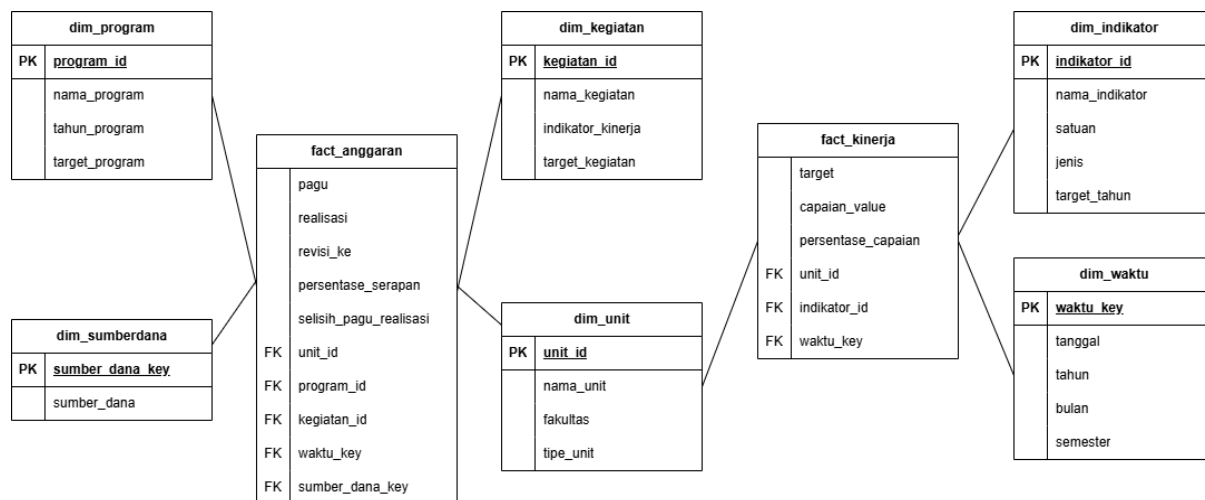 dim_program
PK program_id
nama_program
tahun_program
target_program
dim_sumberdana
PK sumber_dana_key
sumber_dana
fact_anggaran
pagu
realisasi
revisi_ke
persentase_serapan
selisih_pagu_realisasi
FK unit_id
FK program_id
FK kegiatan_id
FK waktu_key
FK sumber_dana_key
dim_kegiatan
PK kegiatan_id
nama_kegiatan
indikator_kinerja
target_kegiatan
dim_unit
PK unit_id
nama_unit
fakultas
tipe_unit
fact_kinerja
target
capaian_value
persentase_capaian
FK unit_id
FK indikator_id
FK waktu_key
dim_indikator
PK indikator_id
nama_indikator
satuan
jenis
target_tahun
dim_waktu
PK waktu_key
tanggal
tahun
bulan
semester